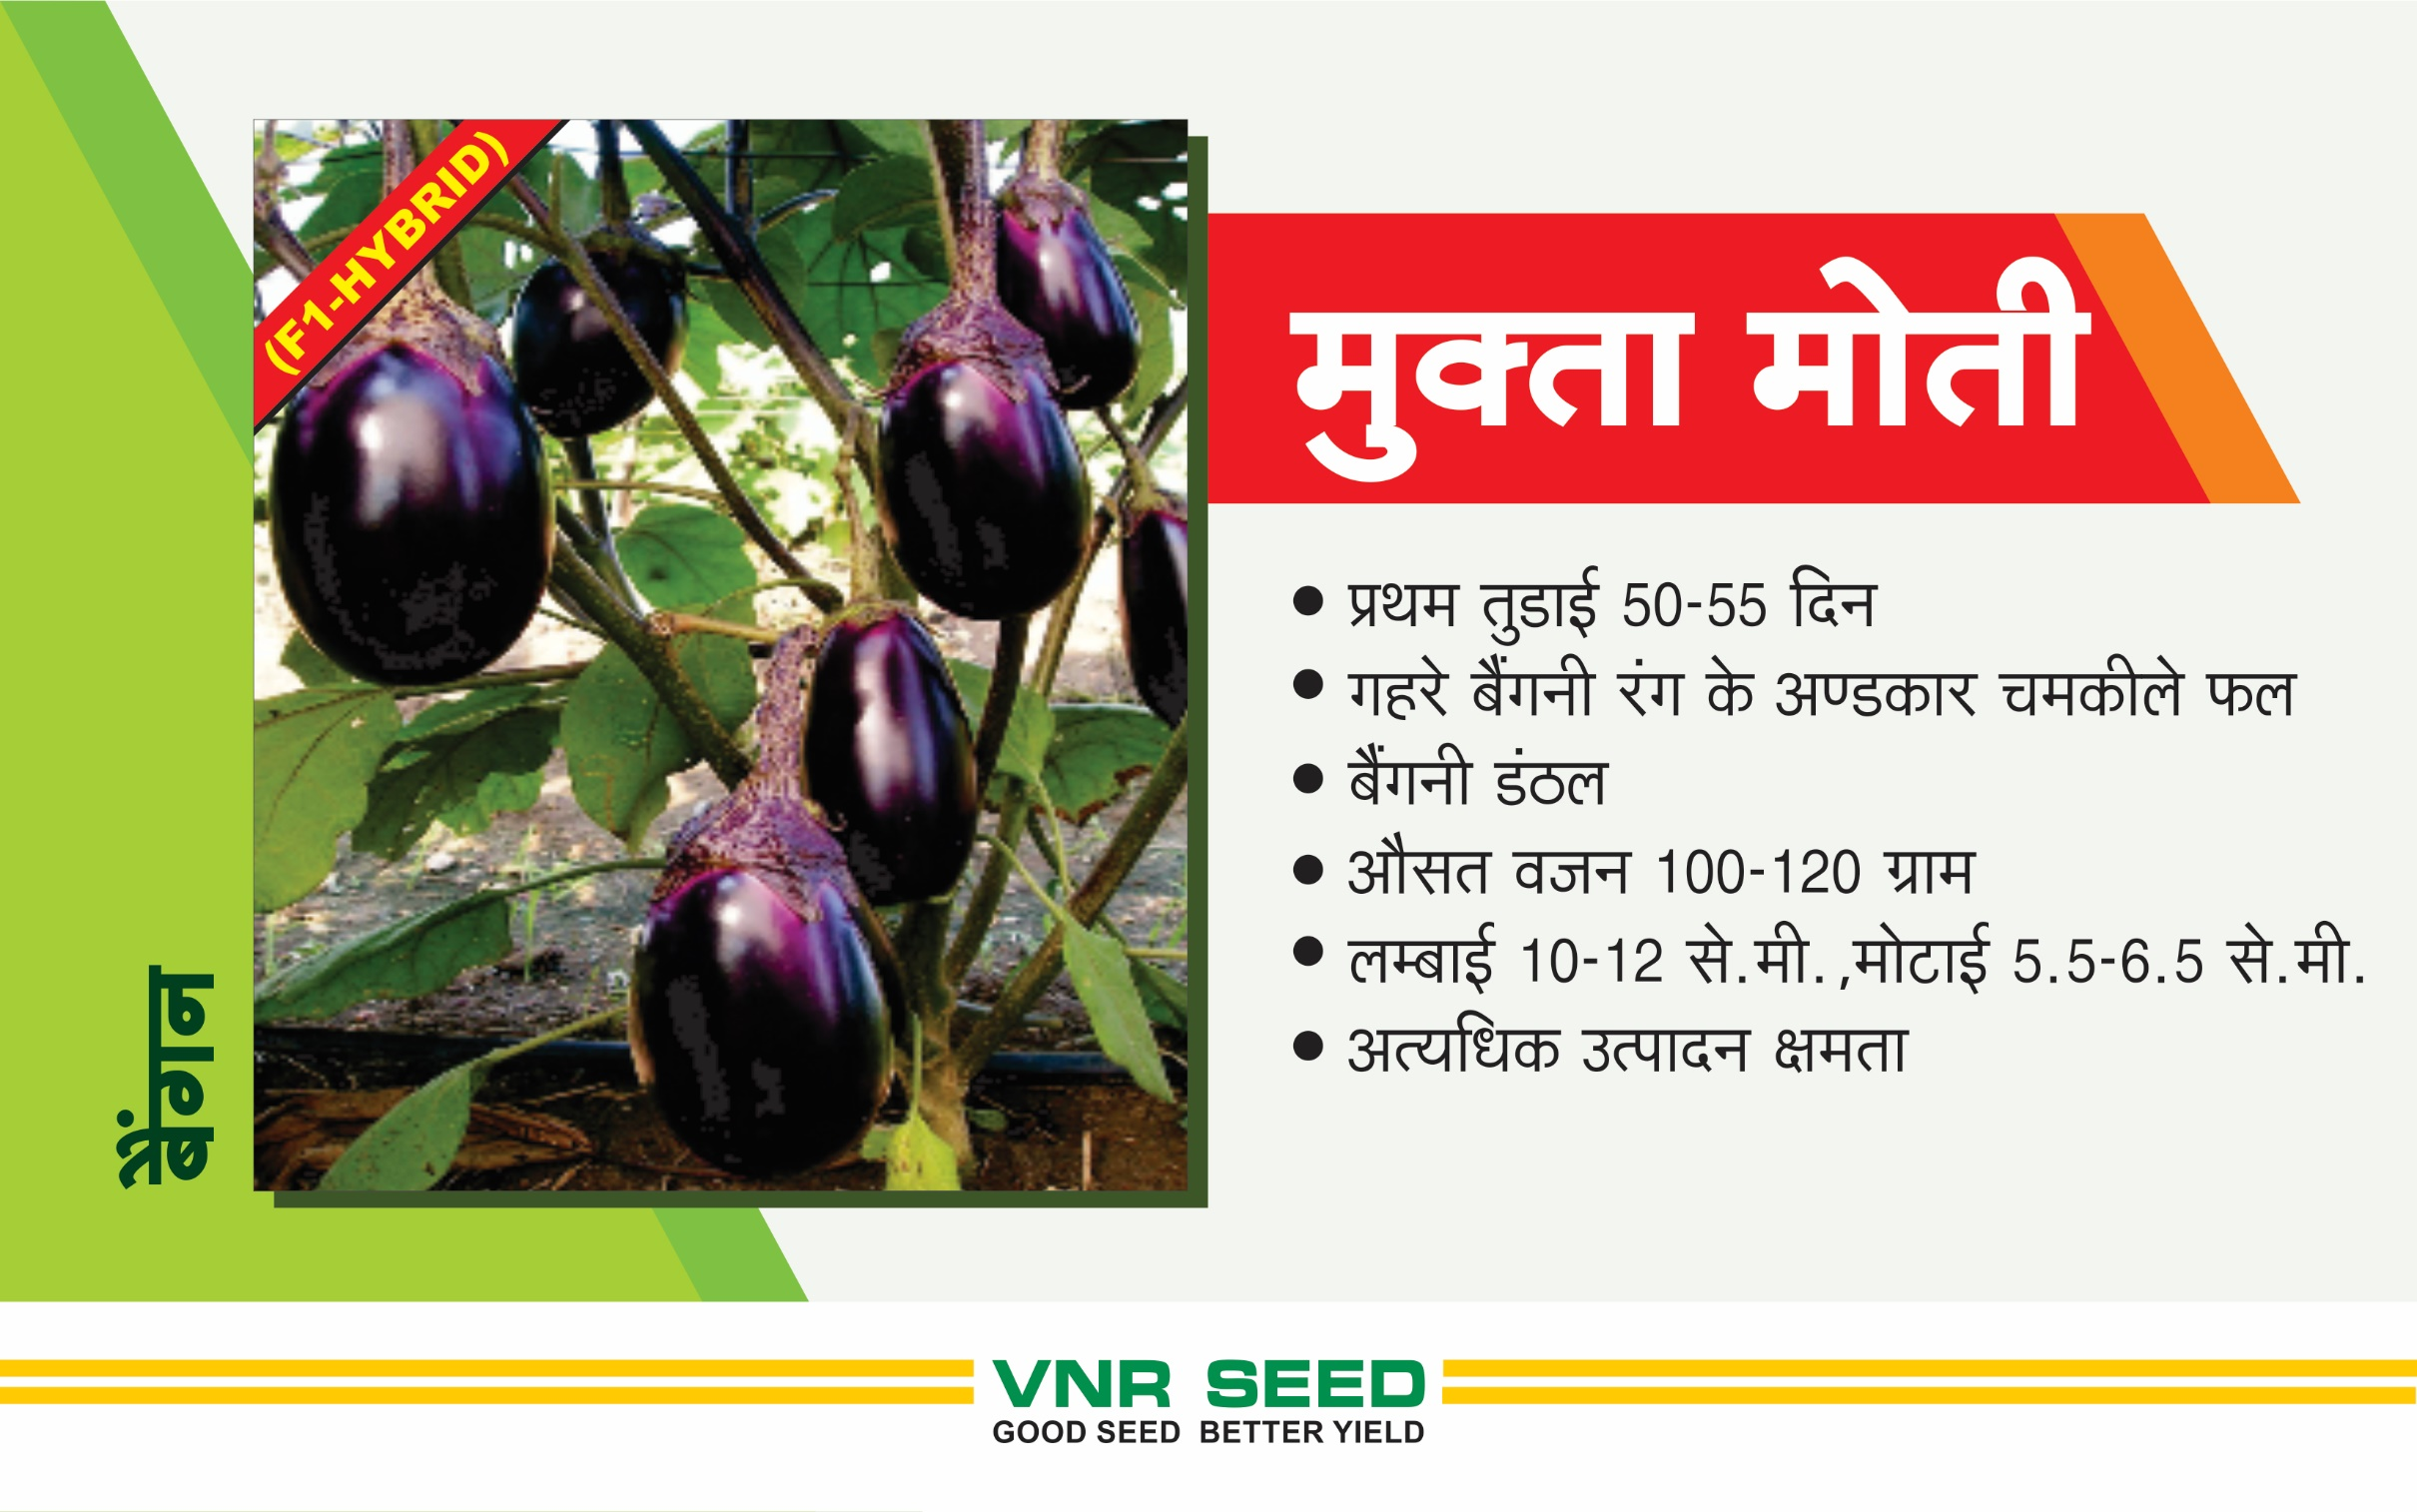 (F1-HYBRID)
बैंगन
मुक्ता मोती
• प्रथम तुडाई 50-55 दिन
• गहरे बैंगनी रंग के अण्डकार चमकीले फल
• बैंगनी डंठल
• औसत वजन 100-120 ग्राम
• लम्बाई 10-12 से.मी.,मोटाई 5.5-6.5 से.मी.
• अत्यधिक उत्पादन क्षमता
VNR SEED
GOOD SEED BETTER YIELD